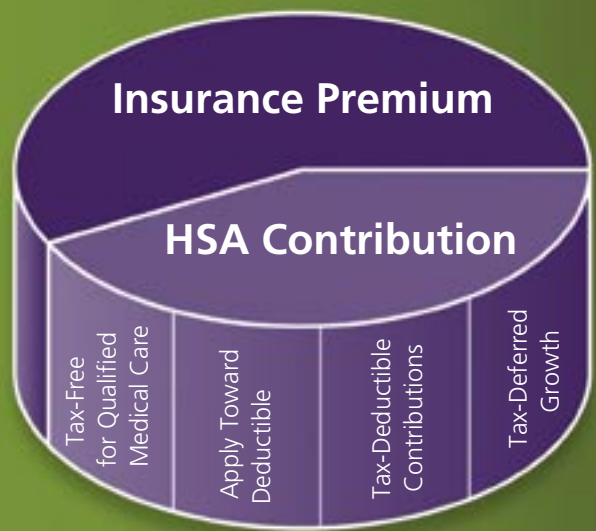 Insurance Premium
HSA Contribution
Tax-Free
for Qualified
Medical Care
Apply Toward
Deductible
Tax-Deductible
Contributions
Tax-Deferred
Growth